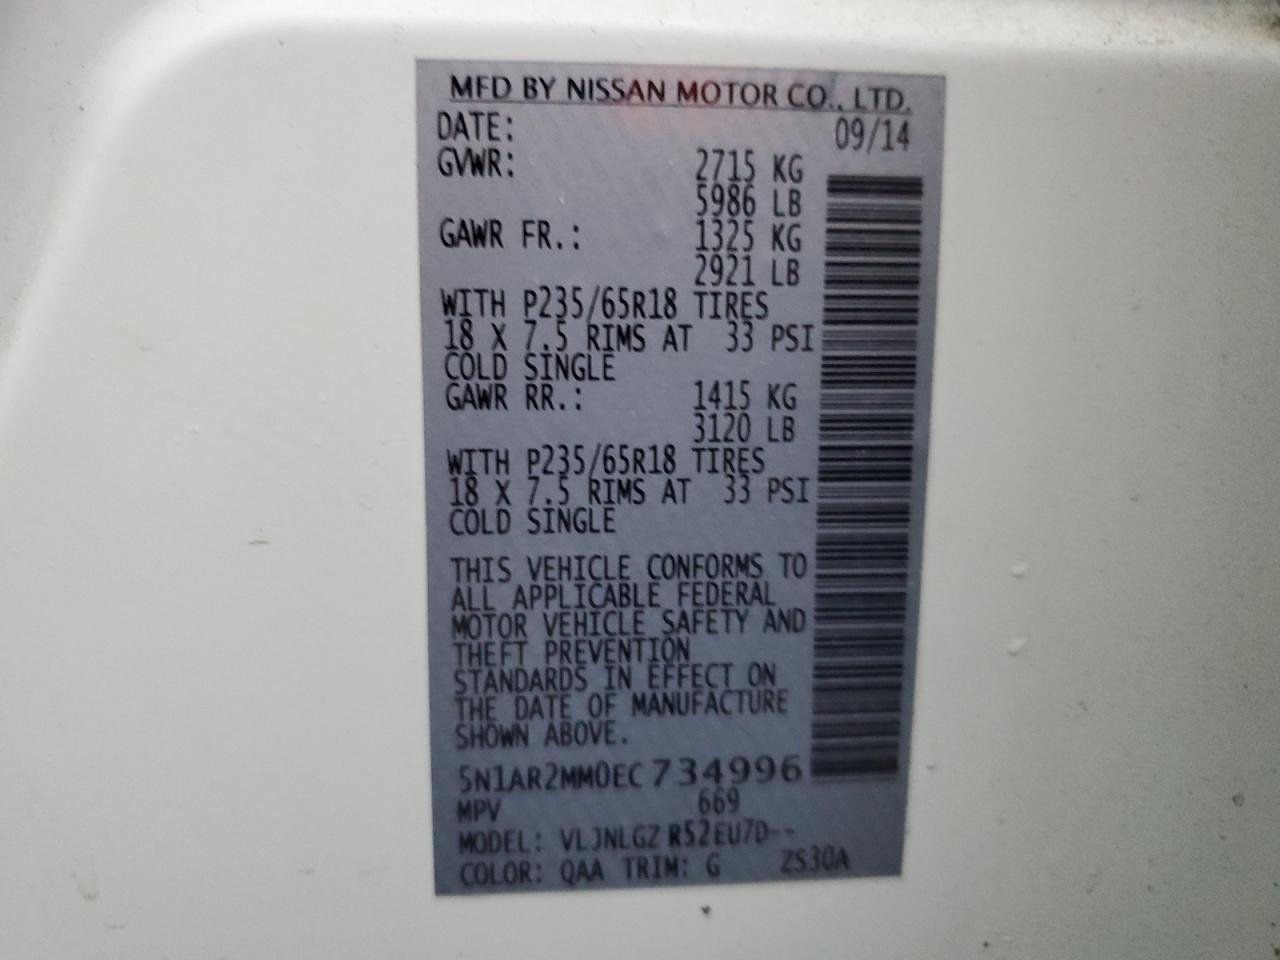 MFD BY NISSAN MOTOR CO., LTD.
DATE: 09/14
GVWR: 2715 KG
5986 LB
GAWR FR.: 1325 KG
2921 LB
WITH P235/65R18 TIRES
18 X 7.5 RIMS AT 33 PSI
COLD SINGLE
GAWR RR.: 1415 KG
3120 LB
WITH P235/65R18 TIRES
18 X 7.5 RIMS AT 33 PSI
COLD SINGLE
THIS VEHICLE CONFORMS TO
ALL APPLICABLE FEDERAL
MOTOR VEHICLE SAFETY AND
THEFT PREVENTION
STANDARDS IN EFFECT ON
THE DATE OF MANUFACTURE
SHOWN ABOVE.
5N1AR2MM0EC734996
MPV 669
MODEL: VLJNLGZ R52EU7D--
COLOR: QAA TRIM: G ZS30A